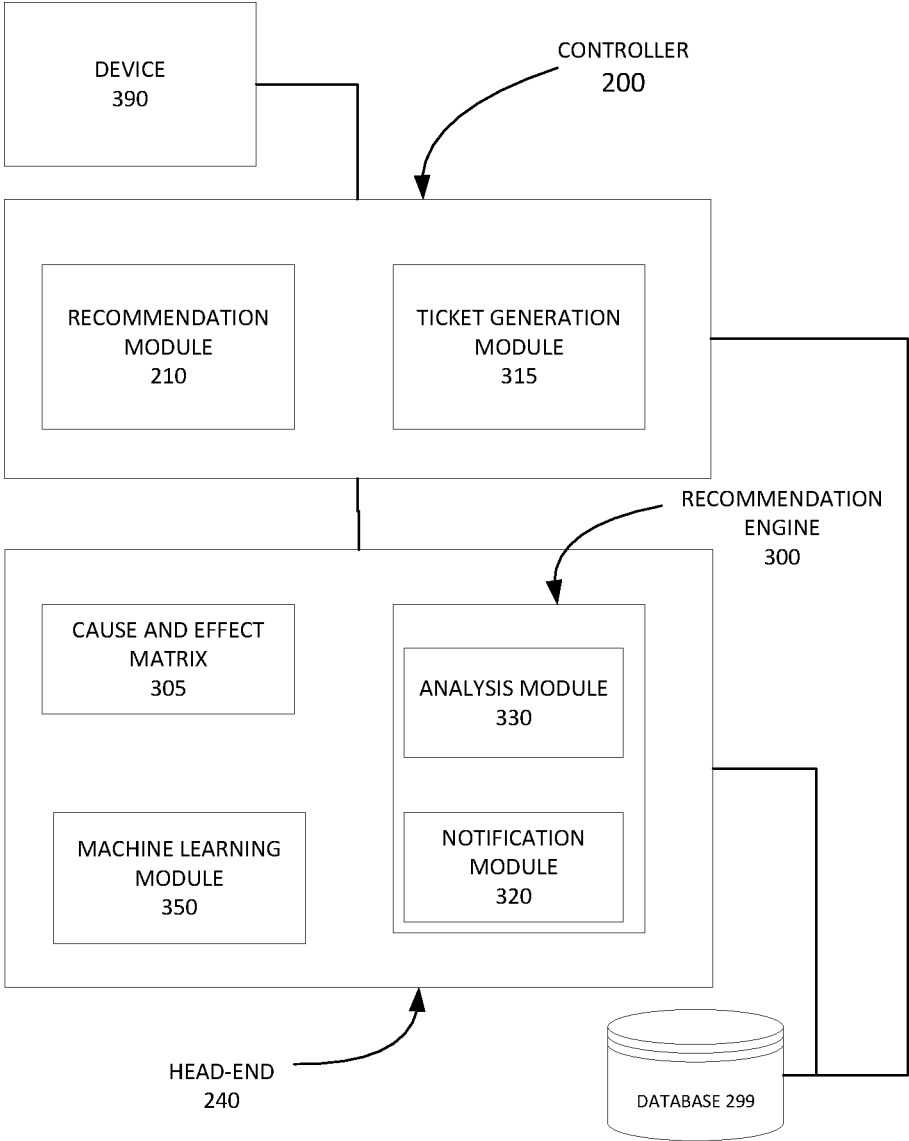 DEVICE
390
CONTROLLER
200
RECOMMENDATION
MODULE
210
TICKET GENERATION
MODULE
315
RECOMMENDATION
ENGINE
300
CAUSE AND EFFECT
MATRIX
305
ANALYSIS MODULE
330
MACHINE LEARNING
MODULE
350
NOTIFICATION
MODULE
320
HEAD-END
240
DATABASE 299